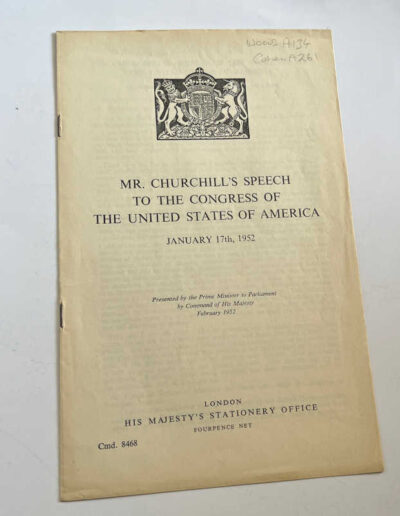 Woods A134
Cohen A26
MR. CHURCHILL'S SPEECH
TO THE CONGRESS OF
THE UNITED STATES OF AMERICA
JANUARY 17th, 1952
Presented by the Prime Minister to Parliament
by Command of His Majesty
February 1952
LONDON
HIS MAJESTY'S STATIONERY OFFICE
FOURPENCE NET
Cmd. 8468